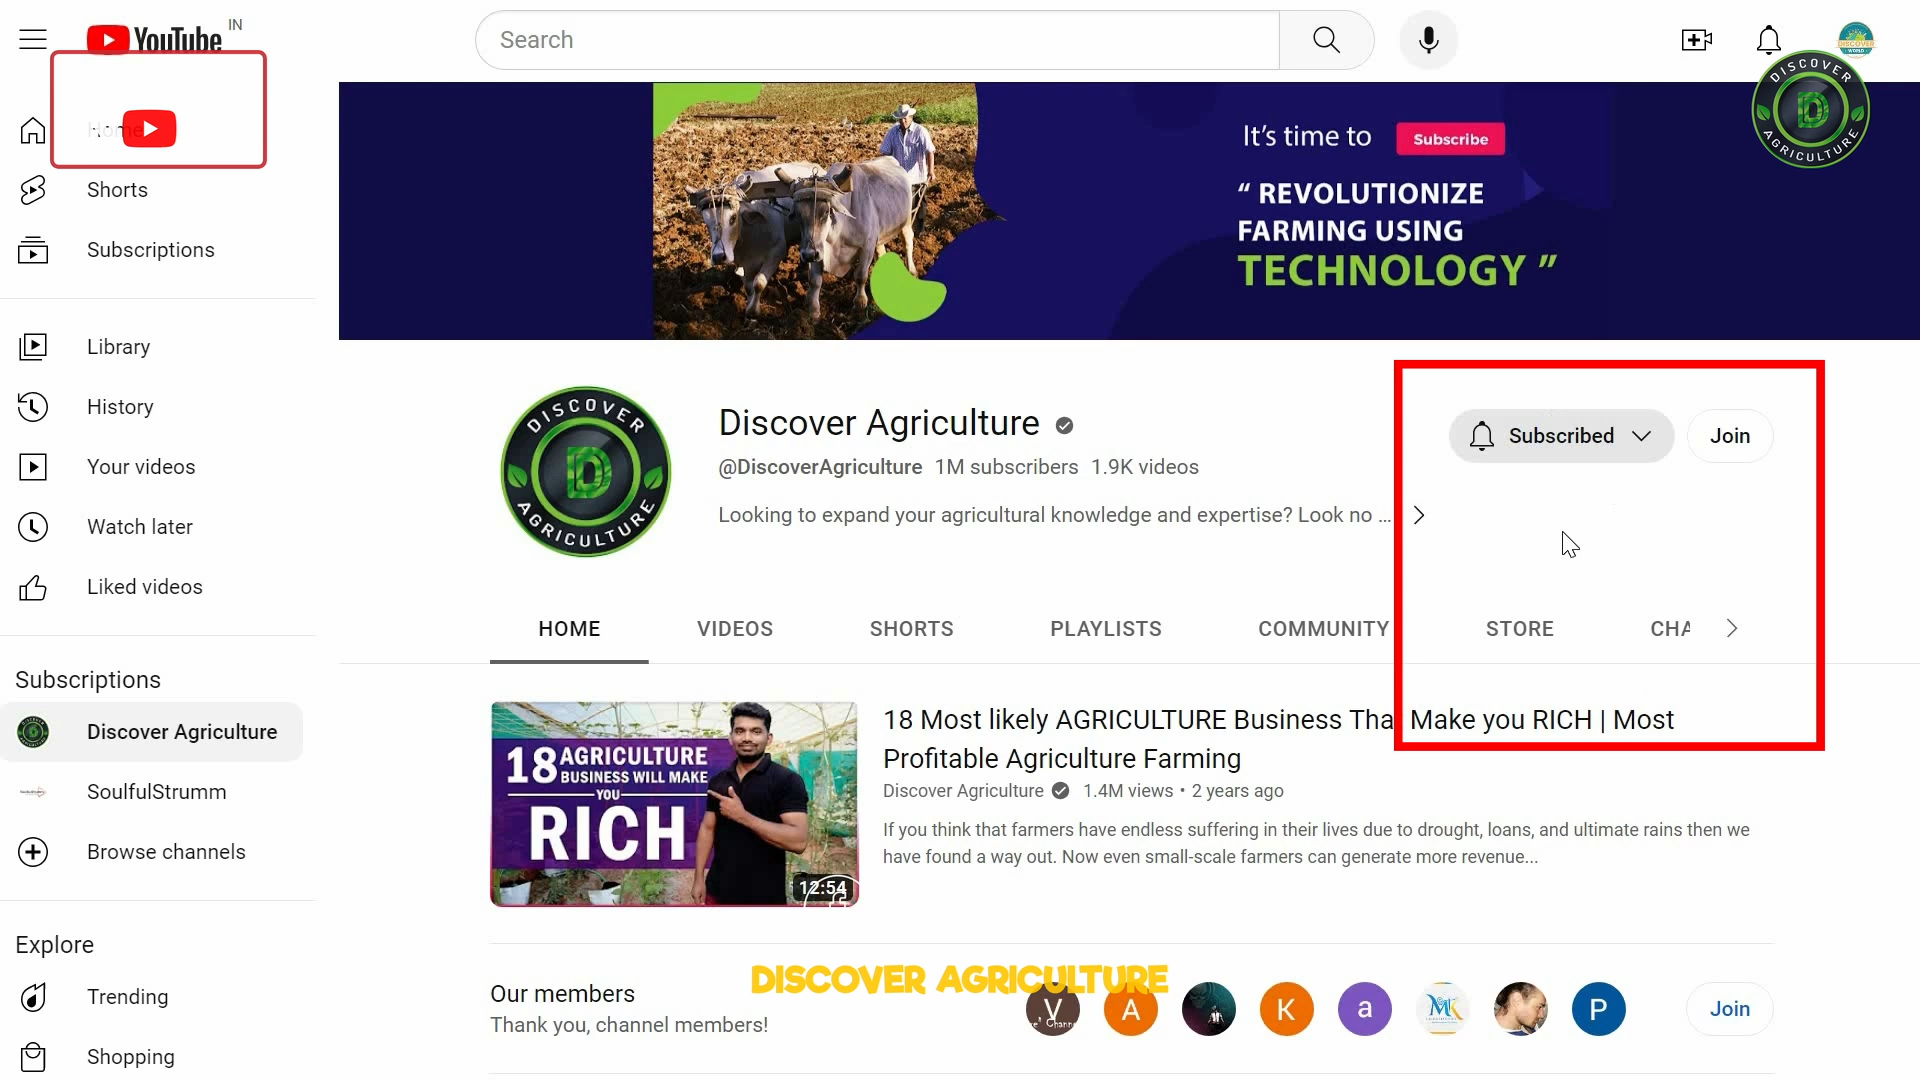 YouTube IN
Search
Home
Shorts
Subscriptions
Library
History
Your videos
Watch later
Liked videos
Subscriptions
Discover Agriculture
SoulfulStrumm
Browse channels
Explore
Trending
Shopping
It's time to Subscribe
“ REVOLUTIONIZE
FARMING USING
TECHNOLOGY ”
DISCOVER
D
AGRICULTURE
DISCOVER
D
AGRICULTURE
Discover Agriculture
@DiscoverAgriculture 1M subscribers 1.9K videos
Looking to expand your agricultural knowledge and expertise? Look no ...
Subscribed
Join
HOME VIDEOS SHORTS PLAYLISTS COMMUNITY STORE CHA
18 AGRICULTURE
BUSINESS WILL MAKE
YOU
RICH
12:54
18 Most likely AGRICULTURE Business Tha Make you RICH | Most
Profitable Agriculture Farming
Discover Agriculture 1.4M views • 2 years ago
If you think that farmers have endless suffering in their lives due to drought, loans, and ultimate rains then we
have found a way out. Now even small-scale farmers can generate more revenue...
DISCOVER AGRICULTURE
Our members
Thank you, channel members!
V A K a MK P
Join